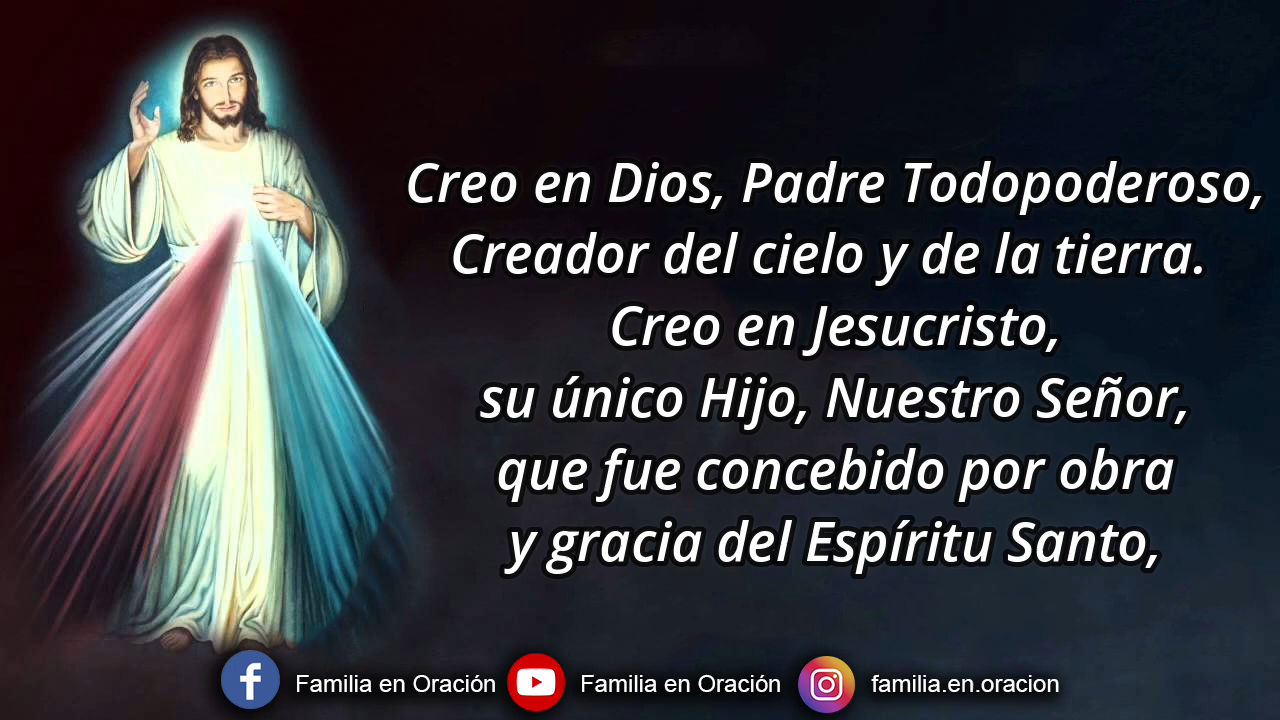 Creo en Dios, Padre Todopoderoso,
Creador del cielo y de la tierra.
Creo en Jesucristo,
su único Hijo, Nuestro Señor,
que fue concebido por obra
y gracia del Espíritu Santo,
Familia en Oración
Familia en Oración
familia.en.oracion